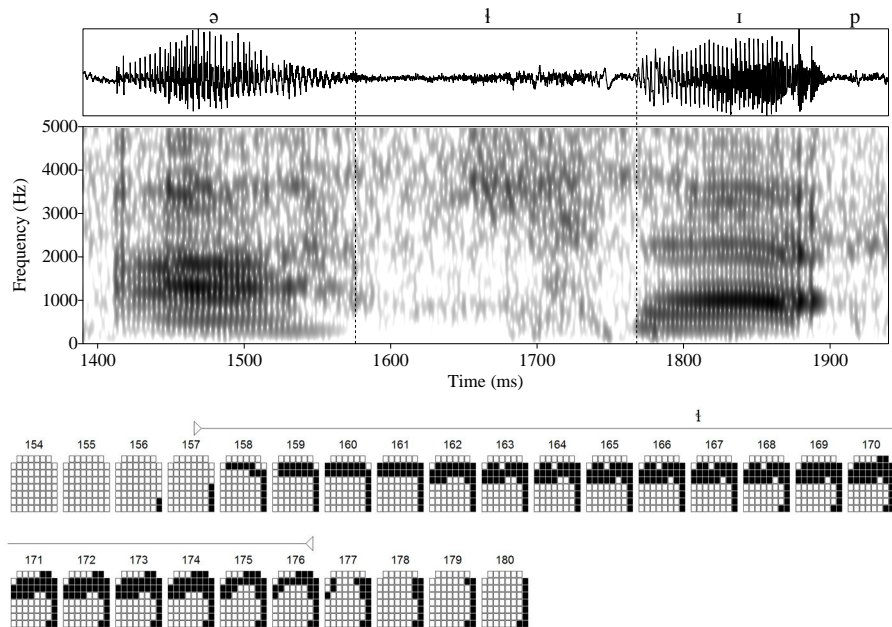 ə ɬ ɪ p
5000
4000
3000
2000
1000
0
Frequency (Hz)
1400 1500 1600 1700 1800 1900
Time (ms)
ɬ
154 155 156 157 158 159 160 161 162 163 164 165 166 167 168 169 170
171 172 173 174 175 176 177 178 179 180